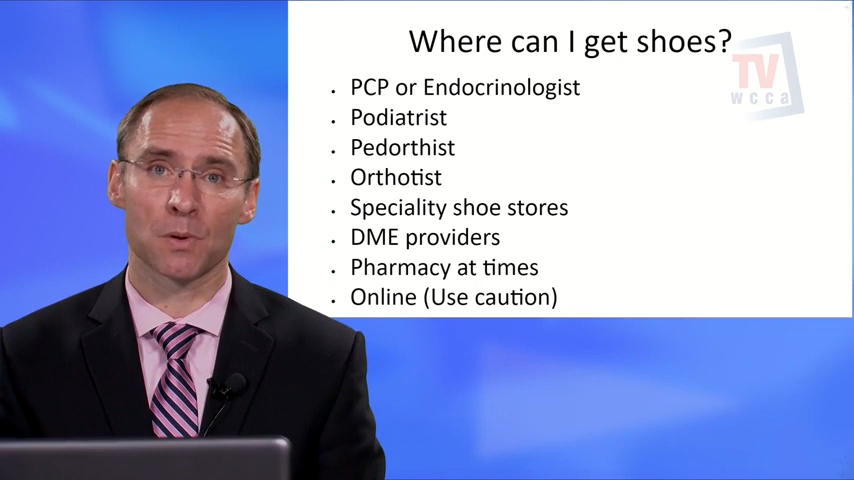 Where can I get shoes?
TV
wcca
• PCP or Endocrinologist
• Podiatrist
• Pedorthist
• Orthotist
• Speciality shoe stores
• DME providers
• Pharmacy at times
• Online (Use caution)